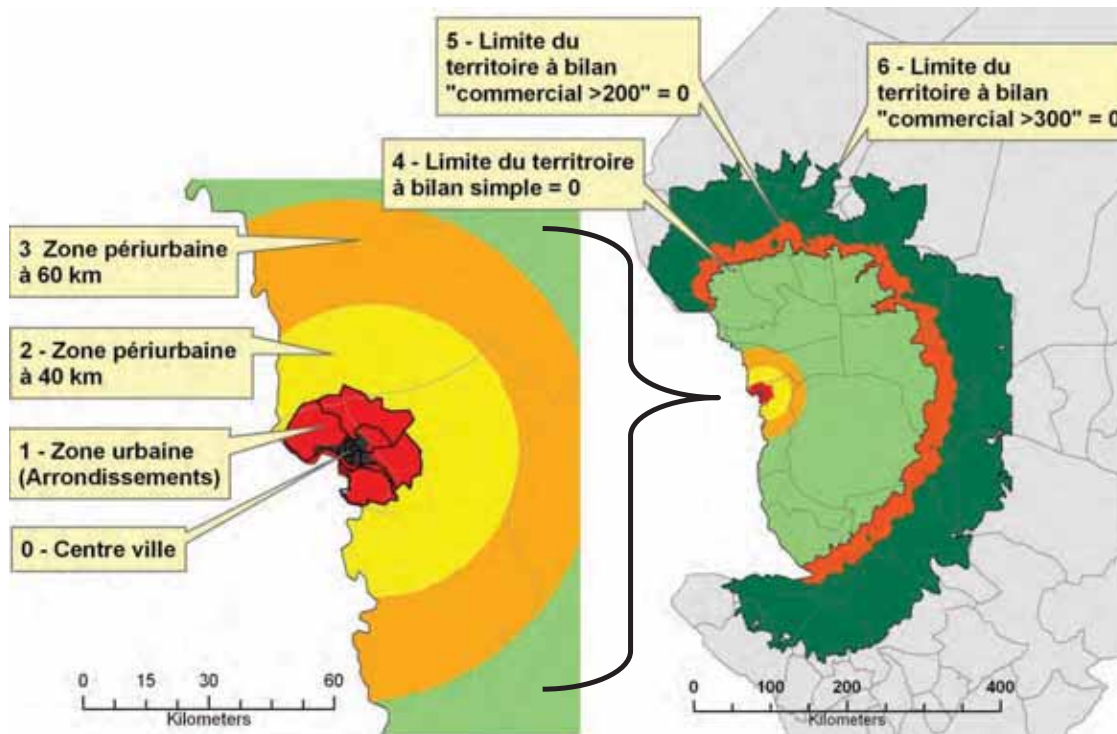 5 - Limite du
territoire à bilan
"commercial >200" = 0
6 - Limite du
territoire à bilan
"commercial >300" = 0
4 - Limite du territroire
à bilan simple = 0
3 Zone périurbaine
à 60 km
2 - Zone périurbaine
à 40 km
1 - Zone urbaine
(Arrondissements)
0 - Centre ville
0 15 30 60
Kilometers
0 100 200 400
Kilometers